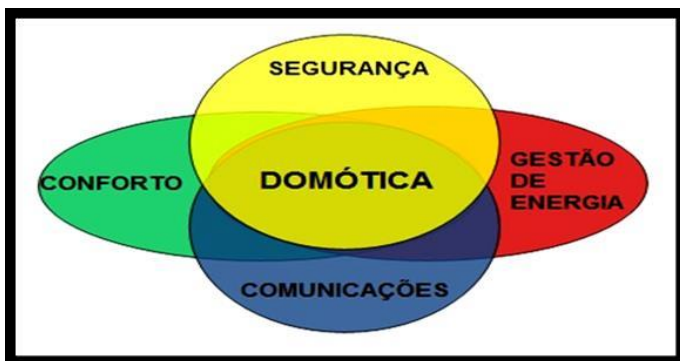 SEGURANÇA
CONFORTO
DOMÓTICA
GESTÃO
DE
ENERGIA
COMUNICAÇÕES